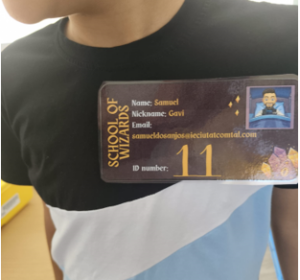 SCHOOL OF
WIZARDS
Name: Samuel
Nickname: Gavi
Email:
ID number: 11